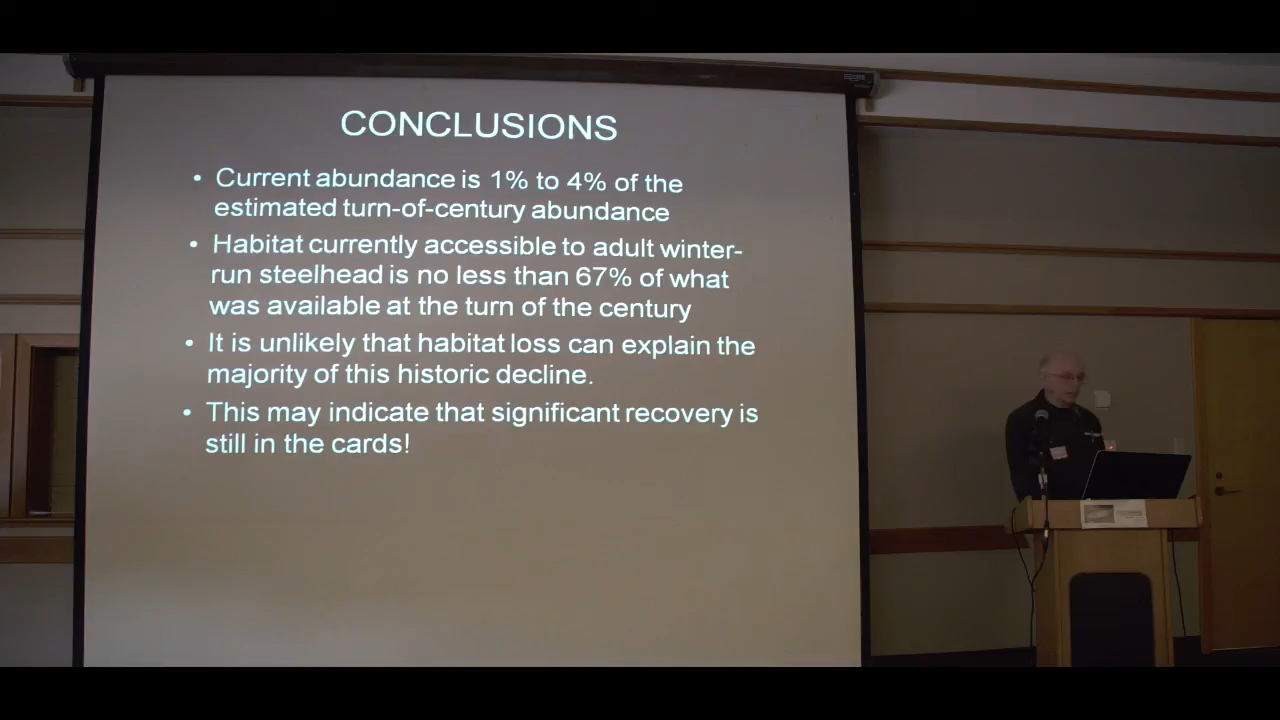 CONCLUSIONS
• Current abundance is 1% to 4% of the
estimated turn-of-century abundance
• Habitat currently accessible to adult winter-
run steelhead is no less than 67% of what
was available at the turn of the century
• It is unlikely that habitat loss can explain the
majority of this historic decline.
• This may indicate that significant recovery is
still in the cards!